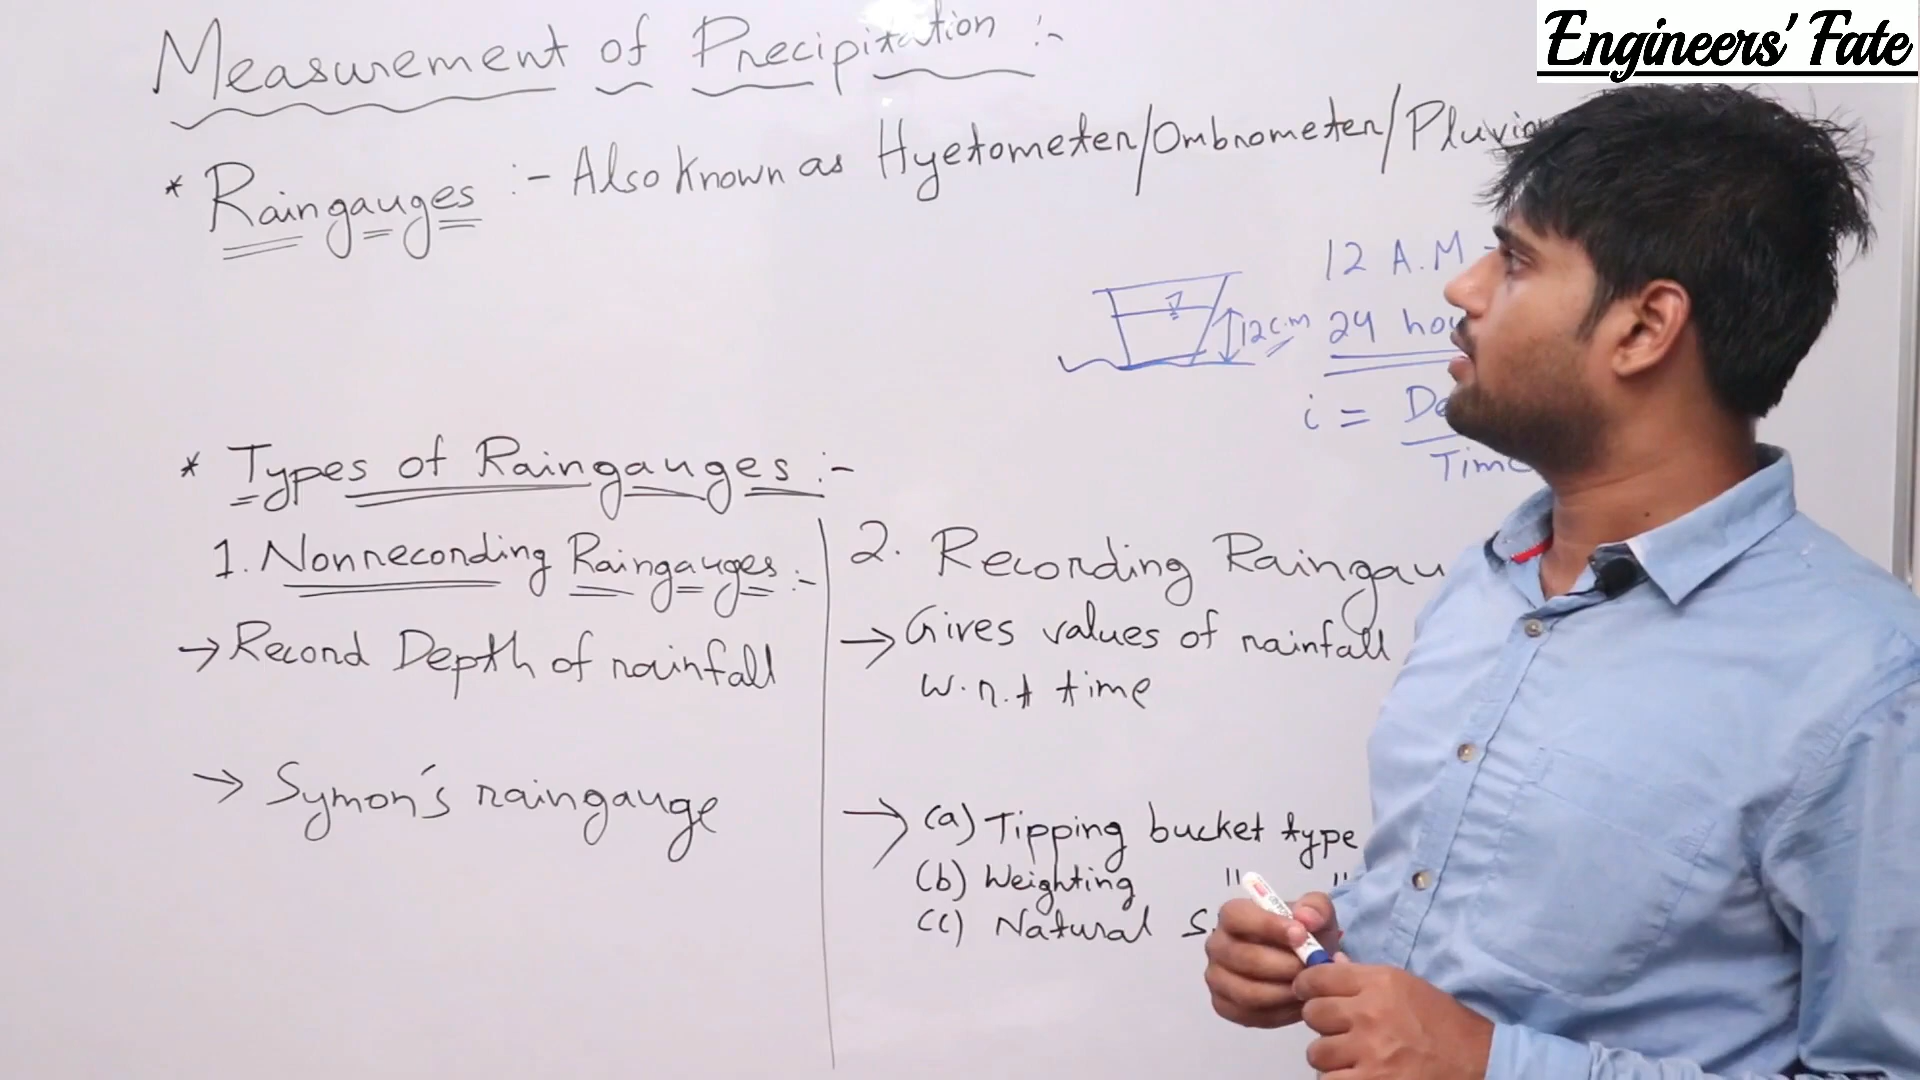 Engineers' Fate
Measurement of Precipitation :-
* Raingauges :- Also Known as Hyetometer/Ombrometer/
12 A.M -
12 c.m 24
i =
Time
* Types of Raingauges :-
1. Nonrecording Raingauges :-
→ Record Depth of rainfall
→ Symon's raingauge
2. Recording
→ Gives values of rainfall
w.r.t time
→ (a) Tipping bucket type
(b) Weighting " "
(c) Natural